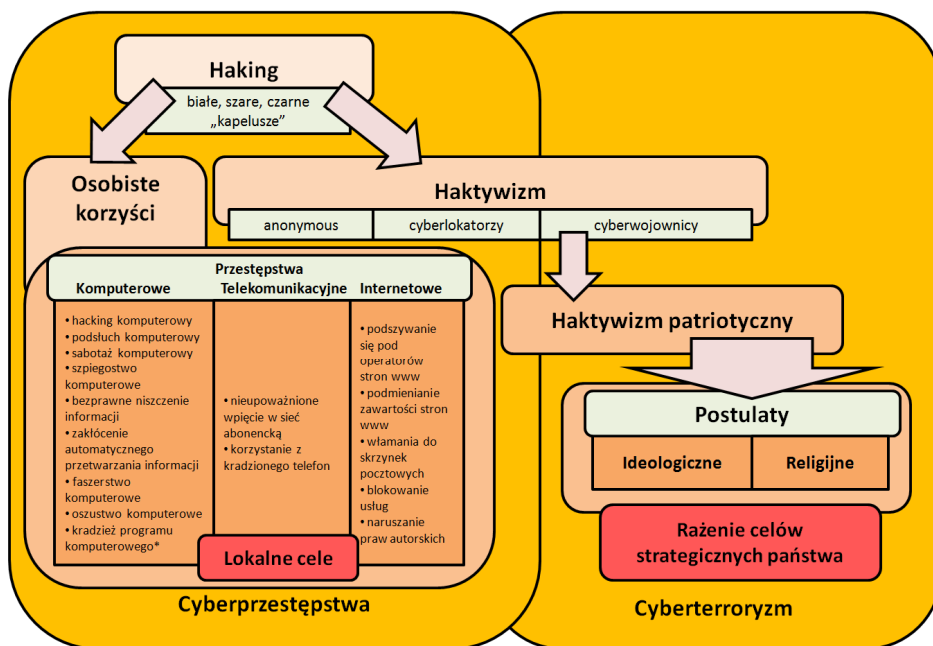 Haking
białe, szare, czarne
„kapelusze”
Osobiste
korzyści
Haktywizm
anonymous
cyberlokatorzy
cyberwojownicy
Przestępstwa
Komputerowe
Telekomunikacyjne
Internetowe
• hacking komputerowy
• podsłuch komputerowy
• sabotaż komputerowy
• szpiegostwo
komputerowe
• bezprawne niszczenie
informacji
• zakłócenie
automatycznego
przetwarzania informacji
• faszerstwo
komputerowe
• oszustwo komputerowe
• kradzież programu
komputerowego*
• nieupoważnione
wpięcie w sieć
abonencką
• korzystanie z
kradzionego telefon
• podszywanie
się pod
operatorów
stron www
• podmienianie
zawartości stron
www
• włamania do
skrzynek
pocztowych
• blokowanie
usług
• naruszanie
praw autorskich
Lokalne cele
Cyberprzestępstwa
Haktywizm patriotyczny
Postulaty
Ideologiczne
Religijne
Rażenie celów
strategicznych państwa
Cyberterroryzm